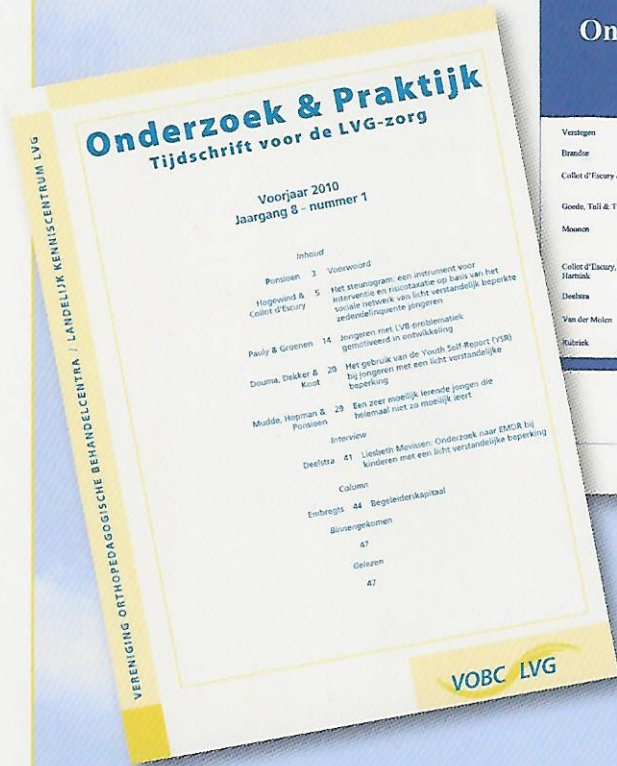 Onderzoek & Praktijk
Tijdschrift voor de LVG-zorg
Voorjaar 2010
Jaargang 8 - nummer 1
Inhoud
Ponsioen 3 Voorwoord
Hogewind & Collot d'Escury 5 Het steunogram: een instrument voor
interventie en risicotaxatie op basis van het
sociale netwerk van licht verstandelijk beperkte
zedendelinquente jongeren
Pauly & Groenen 14 Jongeren met LVB-problematiek
gemotiveerd in ontwikkeling
Douma, Dekker & Koot 20 Het gebruik van de Youth Self-Report (YSR)
bij jongeren met een licht verstandelijke
beperking
Mudde, Hopman & Ponsioen 29 Een zeer moeilijk lerende jongen die
helemaal niet zo moeilijk leert
Interview
Deelstra 41 Liesbeth Mevissen: Onderzoek naar EMDR bij
kinderen met een licht verstandelijke beperking
Column
Embregts 44 Begeleiderskapitaal
Binnengekomen
47
Gelezen
47
VERENIGING ORTHOPEDAGOGISCHE BEHANDELCENTRA / LANDELIJK KENNISCENTRUM LVG
VOBC LVG
On
Verstegen
Brandse
Collot d'Escury
Goede, Tuli & T
Moonen
Collot d'Escury,
Hartsink
Deelstra
Van der Molen
Rubriek